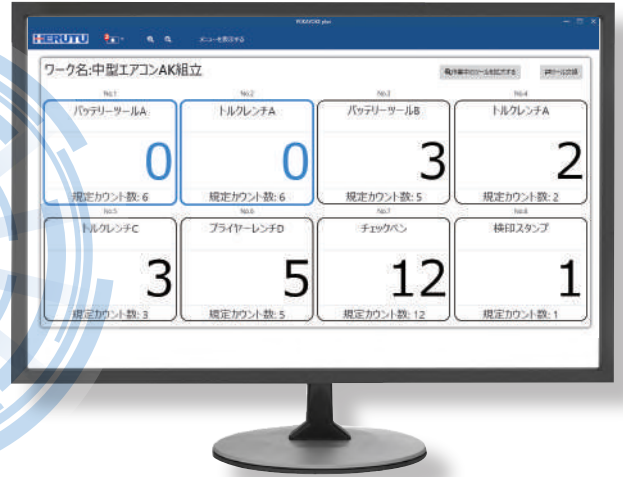 POKAYOKE plus
HERUTU メニューを表示する
ワーク名:中型エアコンAK組立
No.1 No.2 No.3 No.4
バッテリーツールA トルクレンチA バッテリーツールB トルクレンチA
0 0 3 2
規定カウント数: 6 規定カウント数: 6 規定カウント数: 5 規定カウント数: 2
No.5 No.6 No.7 No.8
トルクレンチC プライヤーレンチD チェックペン 検印スタンプ
3 5 12 1
規定カウント数: 3 規定カウント数: 5 規定カウント数: 12 規定カウント数: 1